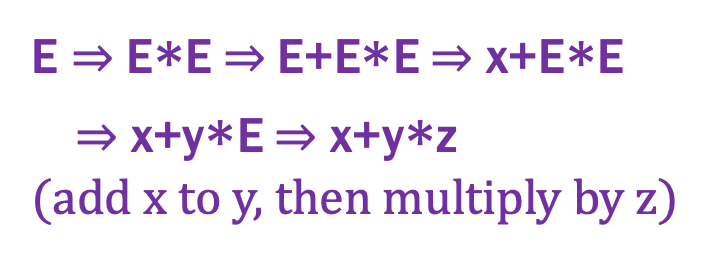 E ⇒ E*E ⇒ E+E*E ⇒ x+E*E
⇒ x+y*E ⇒ x+y*z
(add x to y, then multiply by z)